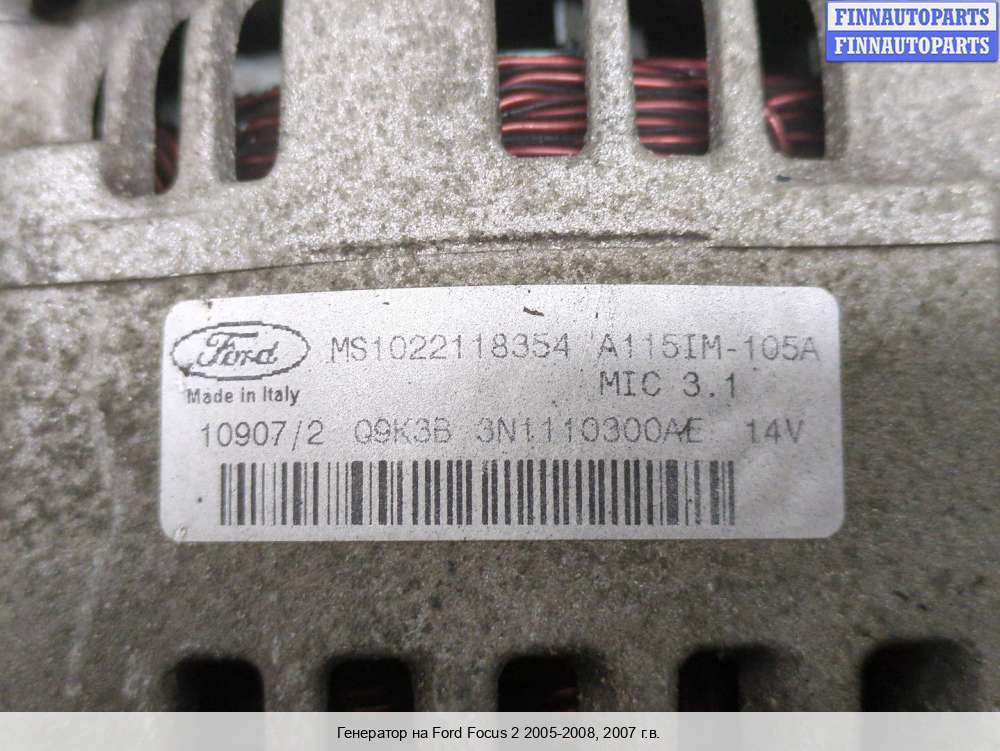 FINNAUTOPARTS
FINNAUTOPARTS
Ford MS1022118354 A115IM-105A
Made in Italy MIC 3.1
10907/2 Q9K3B 3N1110300AE 14V
Генератор на Ford Focus 2 2005-2008, 2007 г.в.